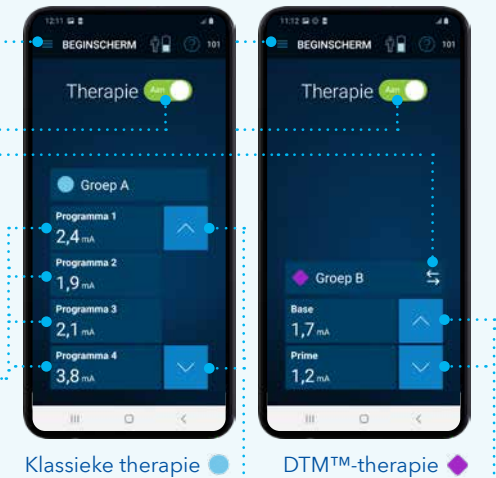 12:11
BEGINSCHERM
?
101
Therapie Aan
Groep A
Programma 1
2,4 mA
Programma 2
1,9 mA
Programma 3
2,1 mA
Programma 4
3,8 mA
Klassieke therapie
11:12
BEGINSCHERM
?
101
Therapie Aan
Groep B
Base
1,7 mA
Prime
1,2 mA
DTM™-therapie